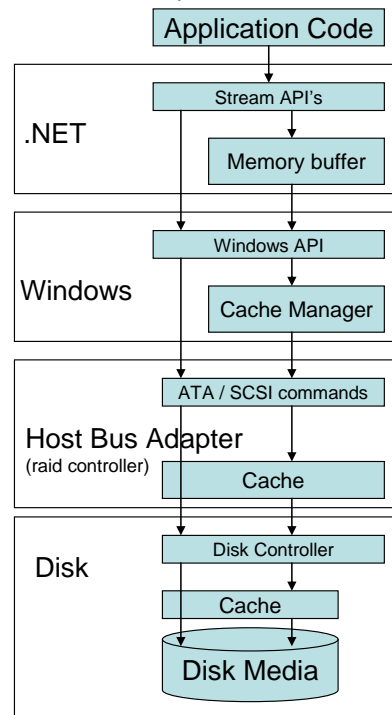 Application Code
Stream API's
.NET
Memory buffer
Windows API
Windows
Cache Manager
ATA / SCSI commands
Host Bus Adapter
(raid controller)
Cache
Disk Controller
Disk
Cache
Disk Media